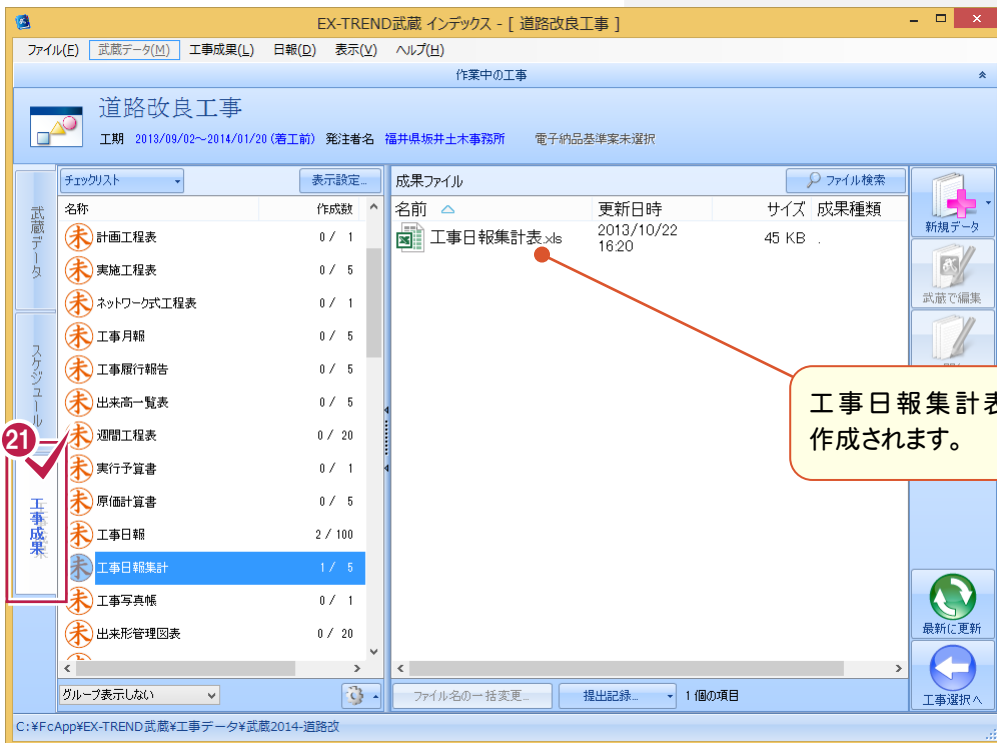 EX-TREND武蔵 インデックス - [ 道路改良工事 ]
ファイル(F) 武蔵データ(M) 工事成果(L) 日報(D) 表示(V) ヘルプ(H)
作業中の工事
道路改良工事
工期 2013/09/02～2014/01/20 (着工前) 発注者名 福井県坂井土木事務所 電子納品基準案未選択
武蔵データ
スケジュール
21
工事成果
チェックリスト 表示設定...
名称 作成数
未 計画工程表 0 / 1
未 実施工程表 0 / 5
未 ネットワーク式工程表 0 / 1
未 工事月報 0 / 5
未 工事履行報告 0 / 5
未 出来高一覧表 0 / 5
未 週間工程表 0 / 20
未 実行予算書 0 / 1
未 原価計算書 0 / 5
未 工事日報 2 / 100
未 工事日報集計 1 / 5
未 工事写真帳 0 / 1
未 出来形管理図表 0 / 20
グループ表示しない
成果ファイル ファイル検索
名前 更新日時 サイズ 成果種類
工事日報集計表.xls 2013/10/22 16:20 45 KB .
工事日報集計表
作成されます。
ファイル名の一括変更... 提出記録... 1 個の項目
新規データ
武蔵で編集
最新に更新
工事選択へ
C:¥FcApp¥EX-TREND武蔵¥工事データ¥武蔵2014-道路改